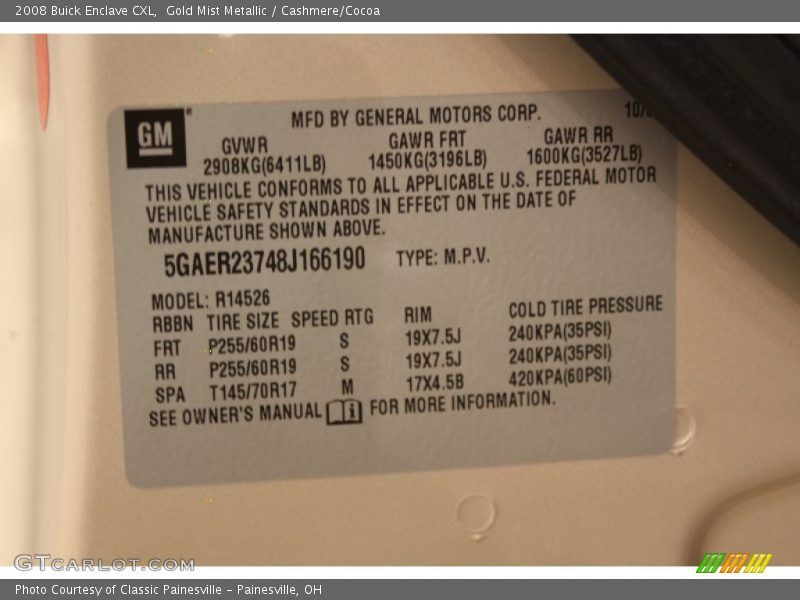 2008 Buick Enclave CXL,  Gold Mist Metallic / Cashmere/Cocoa
GM
MFD BY GENERAL MOTORS CORP.
GVWR GAWR FRT GAWR RR
2908KG(6411LB) 1450KG(3196LB) 1600KG(3527LB)
THIS VEHICLE CONFORMS TO ALL APPLICABLE U.S. FEDERAL MOTOR
VEHICLE SAFETY STANDARDS IN EFFECT ON THE DATE OF
MANUFACTURE SHOWN ABOVE.
5GAER23748J166190 TYPE: M.P.V.
MODEL: R14526
RBBN TIRE SIZE SPEED RTG RIM COLD TIRE PRESSURE
FRT P255/60R19 S 19X7.5J 240KPA(35PSI)
RR P255/60R19 S 19X7.5J 240KPA(35PSI)
SPA T145/70R17 M 17X4.5B 420KPA(60PSI)
SEE OWNER'S MANUAL FOR MORE INFORMATION.
GTCARLOT.COM
Photo Courtesy of Classic Painesville - Painesville, OH